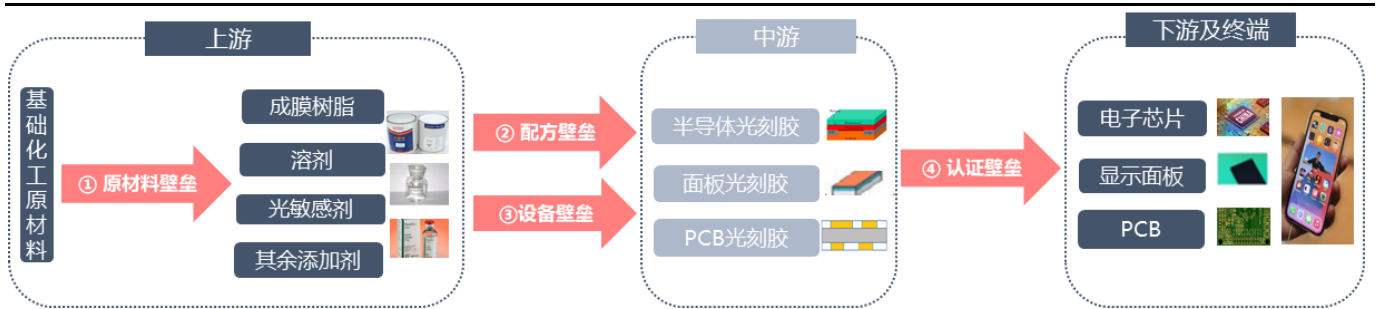 上游
基础化工原材料
① 原材料壁垒
成膜树脂
溶剂
光敏感剂
其余添加剂
② 配方壁垒
③设备壁垒
中游
半导体光刻胶
面板光刻胶
PCB光刻胶
④ 认证壁垒
下游及终端
电子芯片
显示面板
PCB